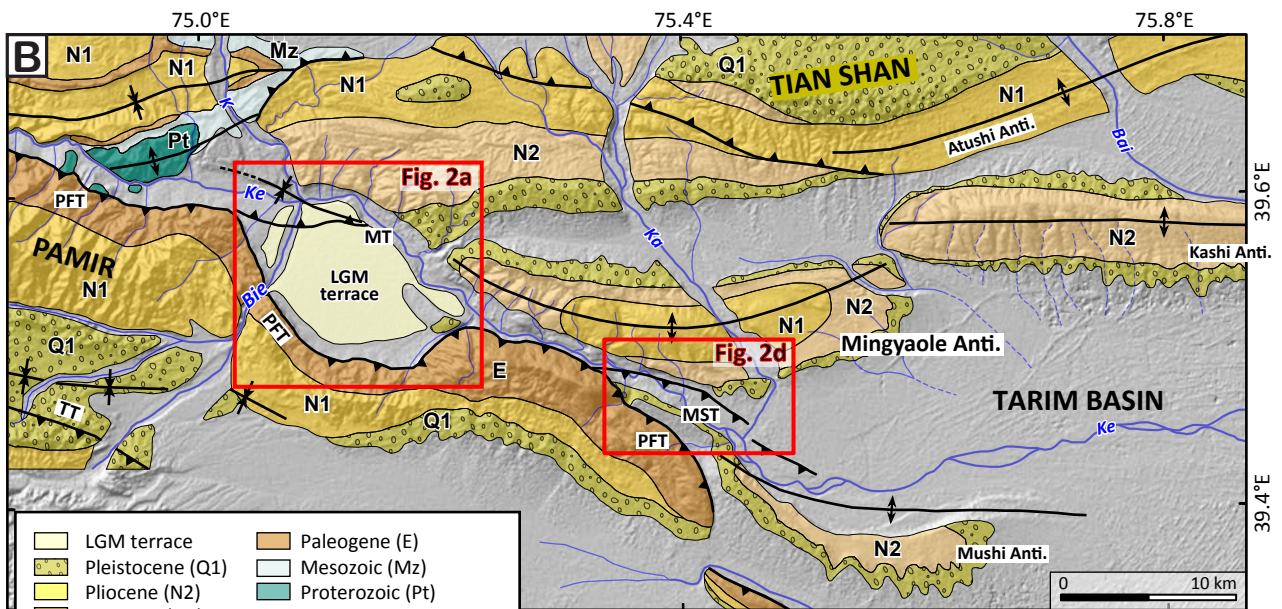 75.0°E
75.4°E
75.8°E
B
N1
N1
Mz
N1
Q1
TIAN SHAN
N1
K
Pt
Atushi Anti.
Bai
N2
Fig. 2a
Ke
39.6°E
PFT
MT
Ka
N2
Kashi Anti.
PAMIR
N1
LGM
terrace
Bie
PFT
N2
N1
Mingyaole Anti.
Q1
Fig. 2d
E
TARIM BASIN
N1
MST
Ke
TT
Q1
PFT
39.4°E
N2
Mushi Anti.
LGM terrace
Paleogene (E)
Pleistocene (Q1)
Mesozoic (Mz)
Pliocene (N2)
Proterozoic (Pt)
0
10 km